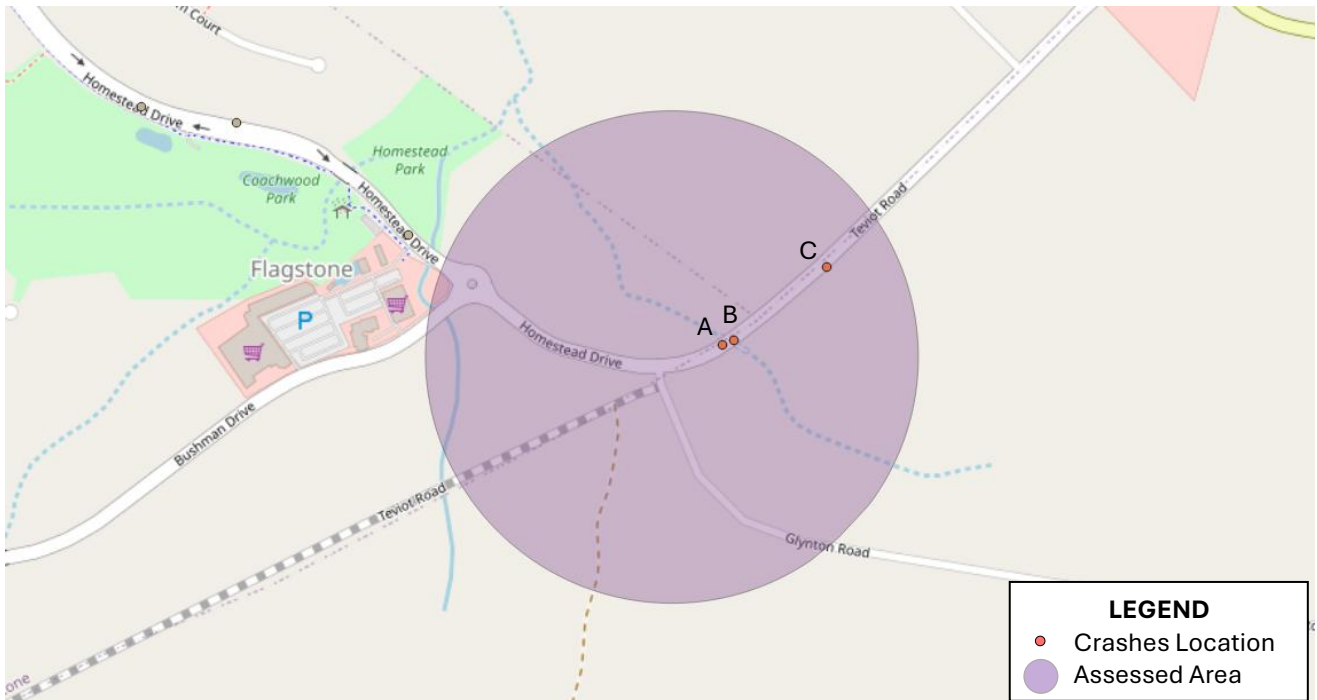 Court
Homestead Drive
Homestead
Park
Coachwood
Park
Homestead Drive
Teviot Road
C
Flagstone
B
A
P
Homestead Drive
Bushman Drive
Teviot Road
Glynton Road
LEGEND
Crashes Location
Assessed Area